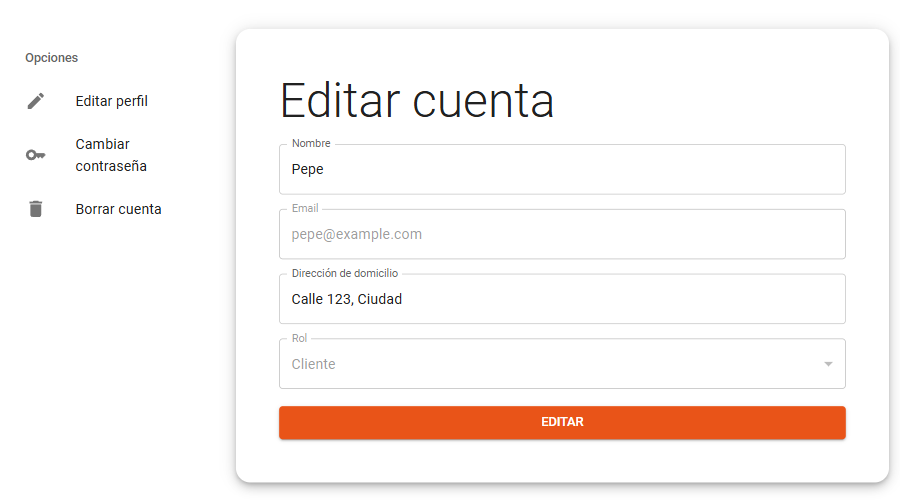 Opciones
Editar perfil
Cambiar
contraseña
Borrar cuenta
Editar cuenta
Nombre
Pepe
Email
pepe@example.com
Dirección de domicilio
Calle 123, Ciudad
Rol
Cliente
EDITAR